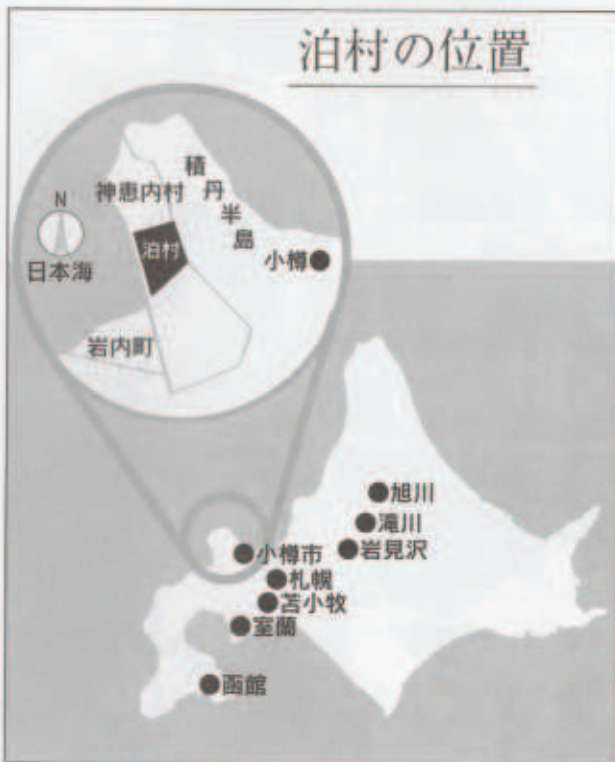 泊村の位置
積丹半島
神恵内村
N
泊村
小樽
日本海
岩内町
旭川
滝川
岩見沢
小樽市
札幌
苫小牧
室蘭
函館